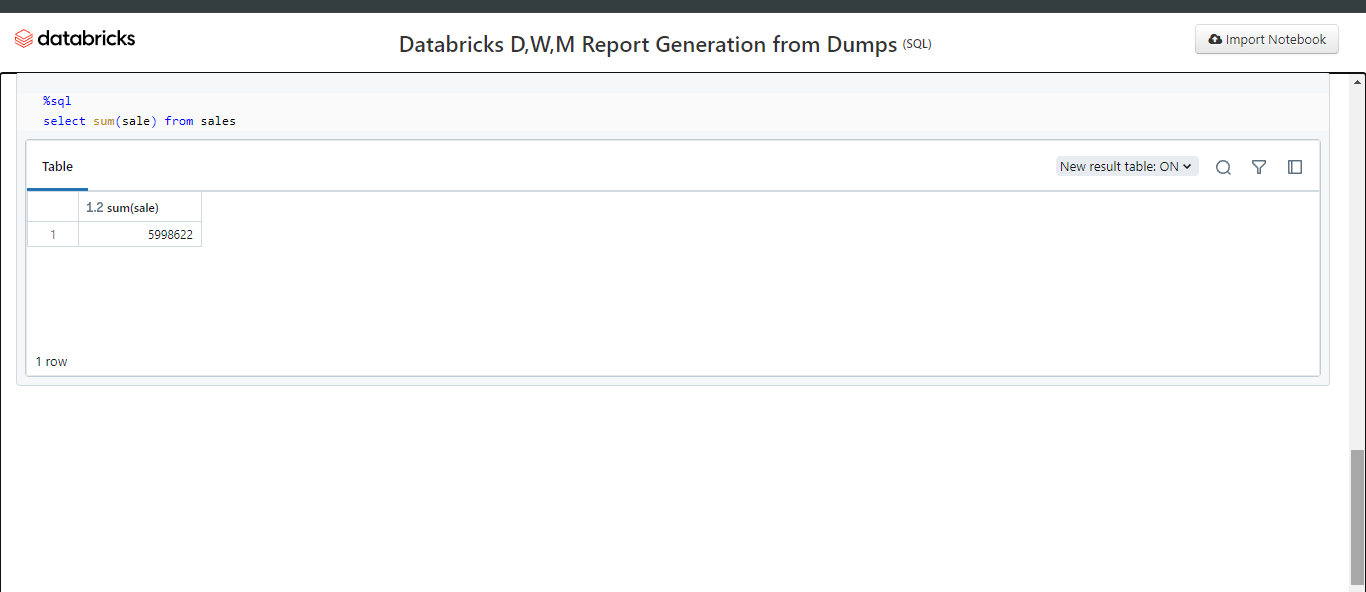 databricks
Databricks D,W,M Report Generation from Dumps (SQL)
Import Notebook
%sql
select sum(sale) from sales
Table
New result table: ON
1.2 sum(sale)
1 5998622
1 row